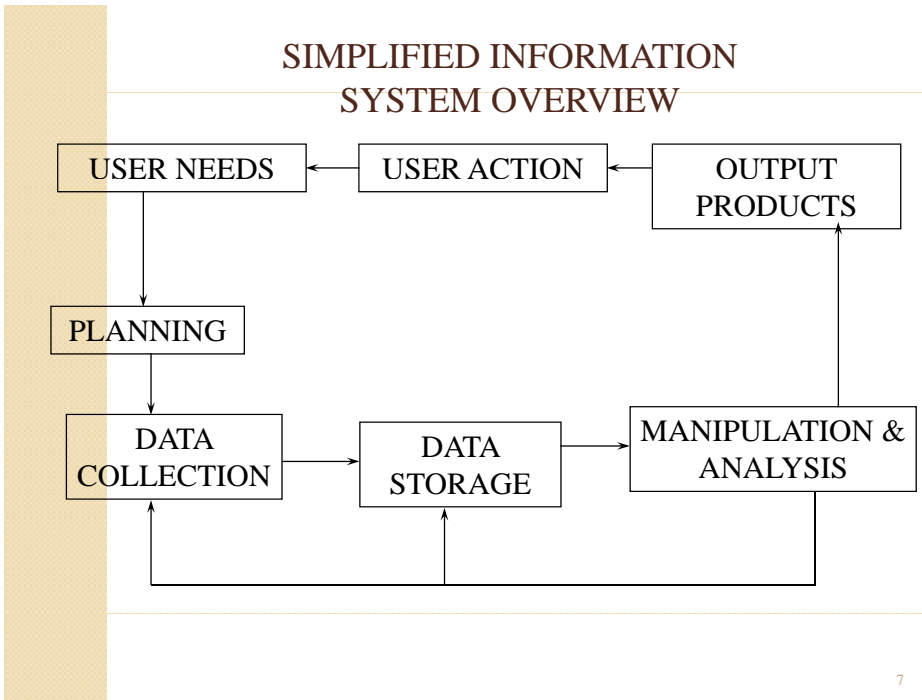 SIMPLIFIED INFORMATION
SYSTEM OVERVIEW
USER NEEDS
USER ACTION
OUTPUT
PRODUCTS
PLANNING
DATA
COLLECTION
DATA
STORAGE
MANIPULATION &
ANALYSIS
7